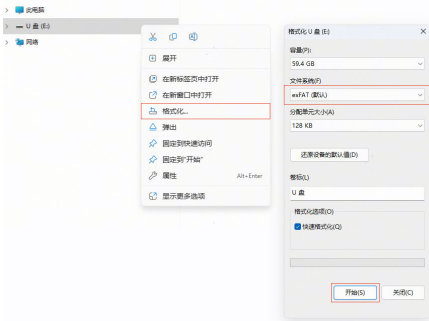 此电脑
U 盘 (E:)
网络
展开
在新标签页中打开
在新窗口中打开
格式化...
弹出
固定到快速访问
固定到"开始"
属性
Alt+Enter
显示更多选项
格式化 U 盘 (E:)
容量(P):
59.4 GB
文件系统(F)
exFAT (默认)
分配单元大小(A)
128 KB
还原设备的默认值(D)
卷标(L)
U 盘
格式化选项(O)
快速格式化(Q)
开始(S)
关闭(C)